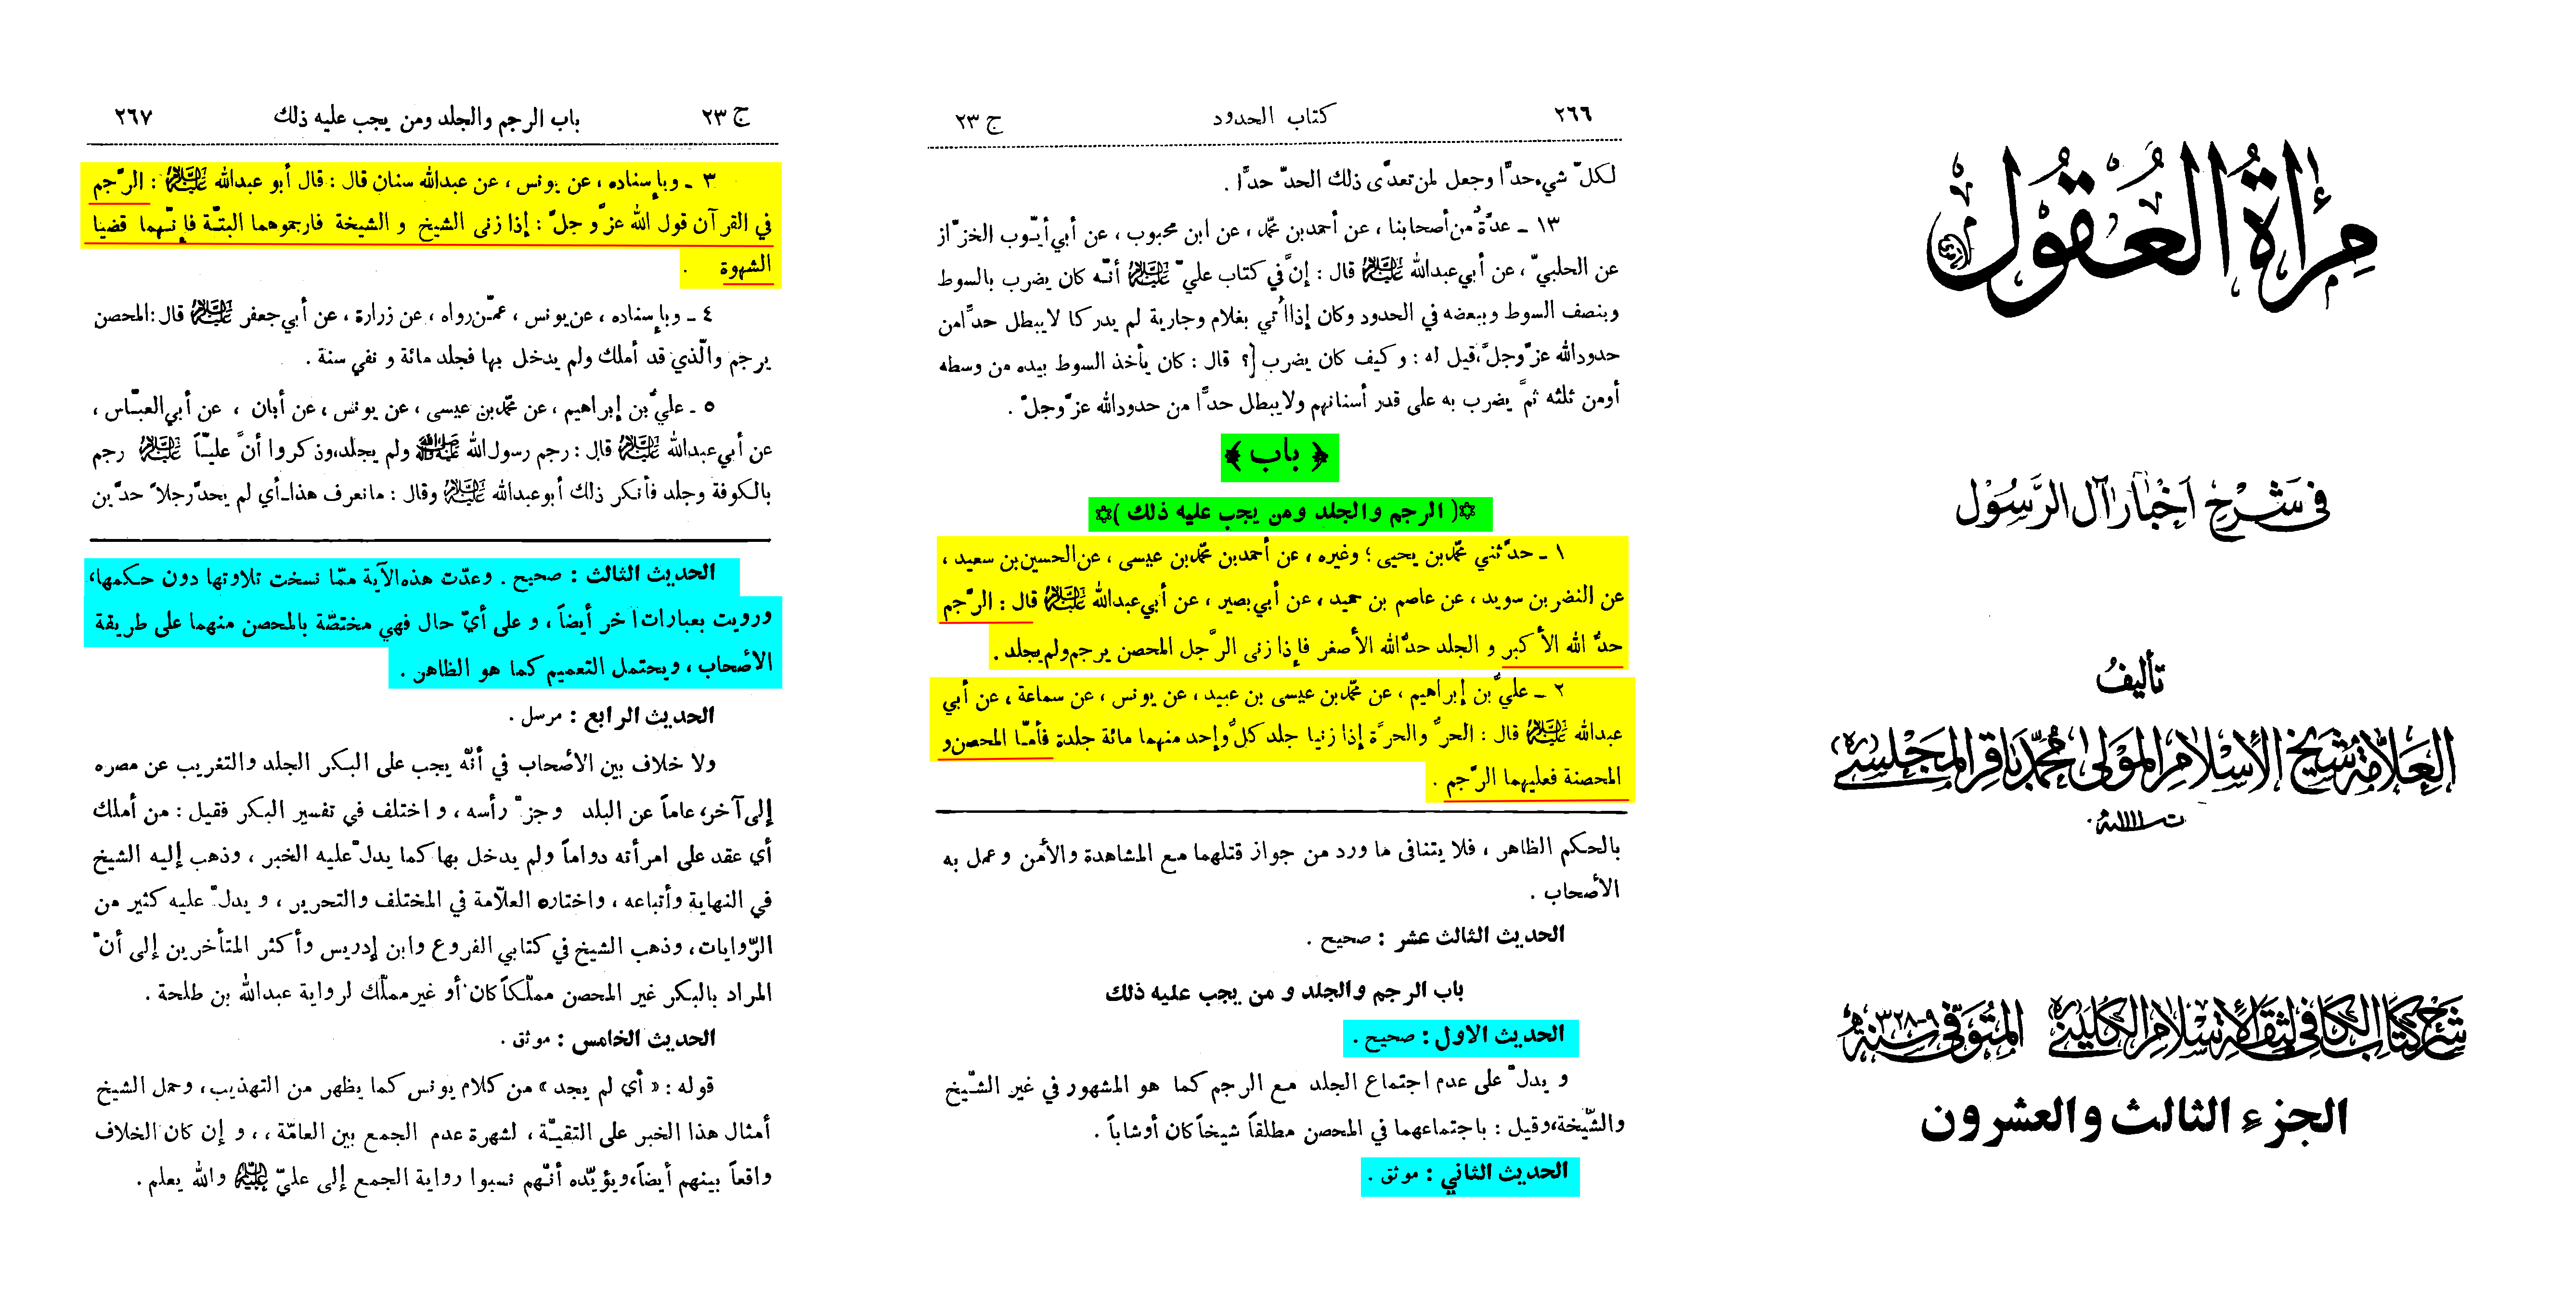 مرآة العقول
في شرح أخبار آل الرسول
تأليف
العلامة شيخ الإسلام المولى محمد باقر المجلسي
شرح كتاب الكافي لثقة الإسلام الكليني المتوفى سنة ٩-٣٢٨
الجزء الثالث والعشرون
٢٦٦ كتاب الحدود ج ٢٣
لكلّ شيء حدًّا وجعل لمن تعدّى ذلك الحدّ حدًّا .
١٣ ـ عدَّةٌ من أصحابنا ، عن أحمد بن محمّد ، عن ابن محبوب ، عن أبي أيّوب الخزّاز
عن الحلبيّ ، عن أبي عبدالله عليه السلام قال : إنَّ في كتاب عليّ عليه السلام أنّه كان يضرب بالسوط
وبنصف السوط وببعضه في الحدود وكان إذا اُتي بغلام وجارية لم يدركا لا يبطل حدًّا من
حدود الله عزّ وجلَّ ، قيل له : وكيف كان يضرب [؟ قال : كان يأخذ السوط بيده من وسطه
أو من ثلثه ثمَّ يضرب به على قدر أسنانهم ولا يبطل حدًّا من حدود الله عزّ وجلّ .
﴿ باب ﴾
☆( الرجم والجلد ومن يجب عليه ذلك )☆
١ ـ حدَّثني محمّد بن يحيى ؛ وغيره ، عن أحمد بن محمّد بن عيسى ، عن الحسين بن سعيد ،
عن النضر بن سويد ، عن عاصم بن حميد ، عن أبي بصير ، عن أبي عبدالله عليه السلام قال : الرّجم
حدُّ الله الأكبر و الجلد حدُّ الله الأصغر فإذا زنى الرَّجل المحصن يرجم ولم يجلد .
٢ ـ عليُّ بن إبراهيم ، عن محمّد بن عيسى بن عبيد ، عن يونس ، عن سماعة ، عن أبي
عبدالله عليه السلام قال : الحرُّ والحرَّة إذا زنيا جلد كلُّ واحد منهما مائة جلدة فأمّا المحصن و
المحصنة فعليهما الرّجم .
بالحكم الظاهر ، فلا يتنافى ما ورد من جواز قتلهما مع المشاهدة والأمن وعمل به
الأصحاب .
الحديث الثالث عشر : صحيح .
باب الرجم والجلد و من يجب عليه ذلك
الحديث الاول : صحيح .
و يدلّ على عدم اجتماع الجلد مع الرجم كما هو المشهور في غير الشّيخ
والشّيخة ، وقيل : باجتماعهما في المحصن مطلقاً شيخاً كان أو شاباً .
الحديث الثاني : موثق .
ج ٢٣ باب الرجم والجلد ومن يجب عليه ذلك ٢٦٧
٣ ـ وبإسناده ، عن يونس ، عن عبدالله سنان قال : قال أبو عبدالله عليه السلام : الرّجم
في القرآن قول الله عزّ وجلّ : إذا زنى الشيخ و الشيخة فارجموهما البتّة فإنّهما قضيا
الشهوة .
٤ ـ وبإسناده ، عن يونس ، عمّن رواه ، عن زرارة ، عن أبي جعفر عليه السلام قال : المحصن
يرجم والّذي قد أملك ولم يدخل بها فجلد مائة و نفي سنة .
٥ ـ عليُّ بن إبراهيم ، عن محمّد بن عيسى ، عن يونس ، عن أبان ، عن أبي العبّاس ،
عن أبي عبدالله عليه السلام قال : رجم رسول الله صلى الله عليه وآله ولم يجلد ، وذكروا أنَّ عليّاً عليه السلام رجم
بالكوفة وجلد فأنكر ذلك أبو عبدالله عليه السلام وقال : ما نعرف هذا ـ أي لم يحدّ رجلاً حدّين
الحديث الثالث : صحيح . وعدّت هذه الآية ممّا نسخت تلاوتها دون حكمها ،
ورويت بعبارات اخر أيضاً ، و على أيّ حال فهي مختصّة بالمحصن منهما على طريقة
الأصحاب ، ويحتمل التعميم كما هو الظاهر .
الحديث الرابع : مرسل .
ولا خلاف بين الأصحاب في أنّه يجب على البكر الجلد والتغريب عن مصره
إلى آخر ، عاماً عن البلد وجزّ رأسه ، و اختلف في تفسير البكر فقيل : من أملك
أي عقد على امرأته دواماً ولم يدخل بها كما يدلّ عليه الخبر ، وذهب إليه الشيخ
في النهاية وأتباعه ، واختاره العلاّمة في المختلف والتحرير ، و يدلّ عليه كثير من
الرّوايات ، وذهب الشيخ في كتابي الفروع وابن إدريس وأكثر المتأخرين إلى أنّ
المراد بالبكر غير المحصن مملّكاً كان أو غير مملّك لرواية عبدالله بن طلحة .
الحديث الخامس : موثق .
قوله : « أي لم يجد » من كلام يونس كما يظهر من التهذيب ، وحمل الشيخ
أمثال هذا الخبر على التقيّة ، لشهرة عدم الجمع بين العامّة ، ، و إن كان الخلاف
واقعاً بينهم أيضاً ، ويؤيّده أنّهم نسبوا رواية الجمع إلى عليّ عليه السلام والله يعلم .